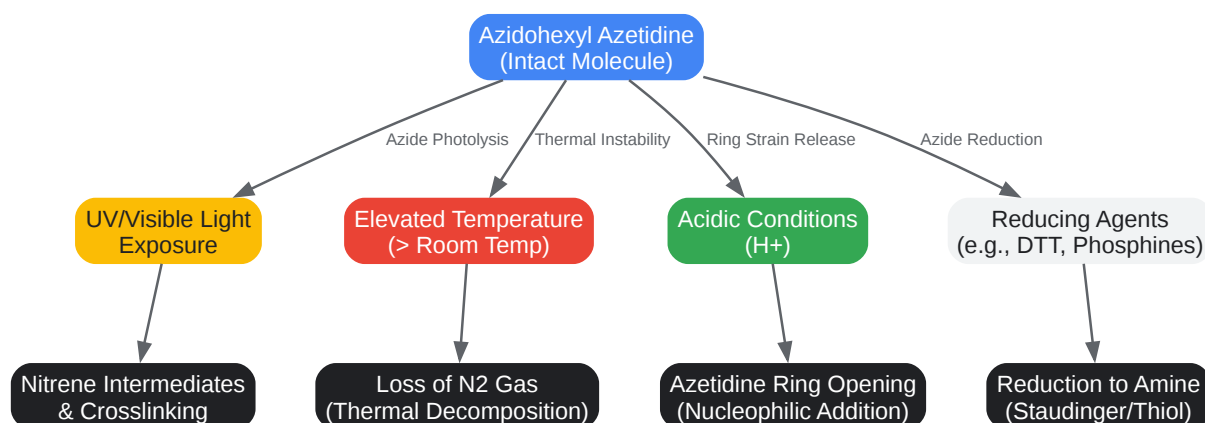 Azidohexyl Azetidine
(Intact Molecule)
Azide Photolysis
Thermal Instability
Ring Strain Release
Azide Reduction
UV/Visible Light
Exposure
Elevated Temperature
(> Room Temp)
Acidic Conditions
(H+)
Reducing Agents
(e.g., DTT, Phosphines)
Nitrene Intermediates
& Crosslinking
Loss of N2 Gas
(Thermal Decomposition)
Azetidine Ring Opening
(Nucleophilic Addition)
Reduction to Amine
(Staudinger/Thiol)